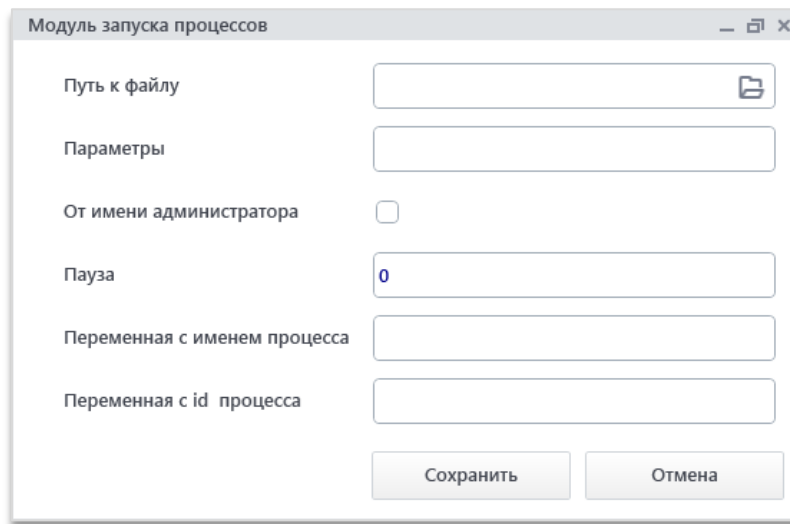 Модуль запуска процессов
Путь к файлу
Параметры
От имени администратора
Пауза 0
Переменная с именем процесса
Переменная с id процесса
Сохранить Отмена